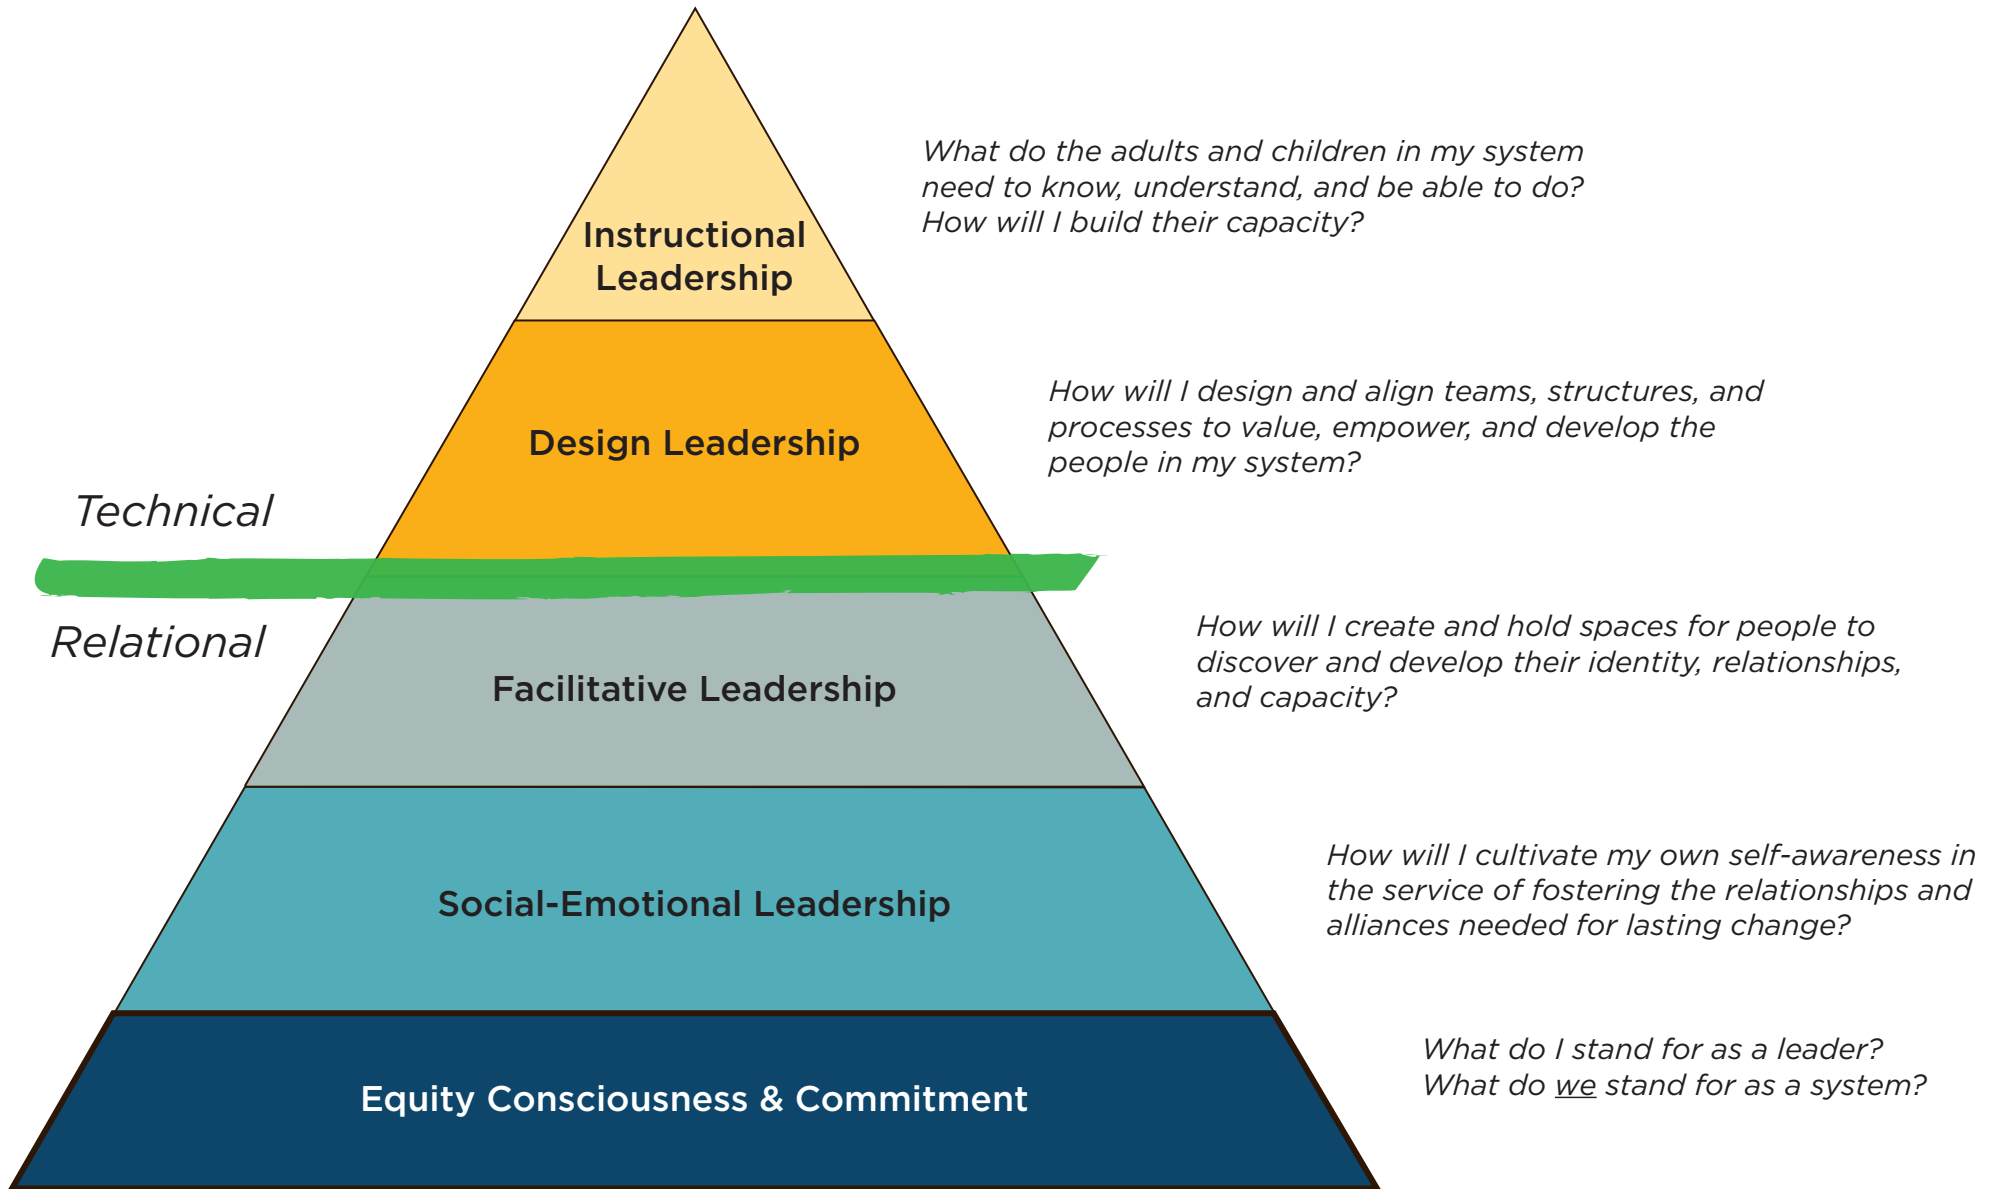 What do the adults and children in my system
need to know, understand, and be able to do?
How will I build their capacity?
Instructional
Leadership
How will I design and align teams, structures, and
processes to value, empower, and develop the
people in my system?
Design Leadership
Technical
Relational
How will I create and hold spaces for people to
discover and develop their identity, relationships,
and capacity?
Facilitative Leadership
How will I cultivate my own self-awareness in
the service of fostering the relationships and
alliances needed for lasting change?
Social-Emotional Leadership
What do I stand for as a leader?
What do we stand for as a system?
Equity Consciousness & Commitment